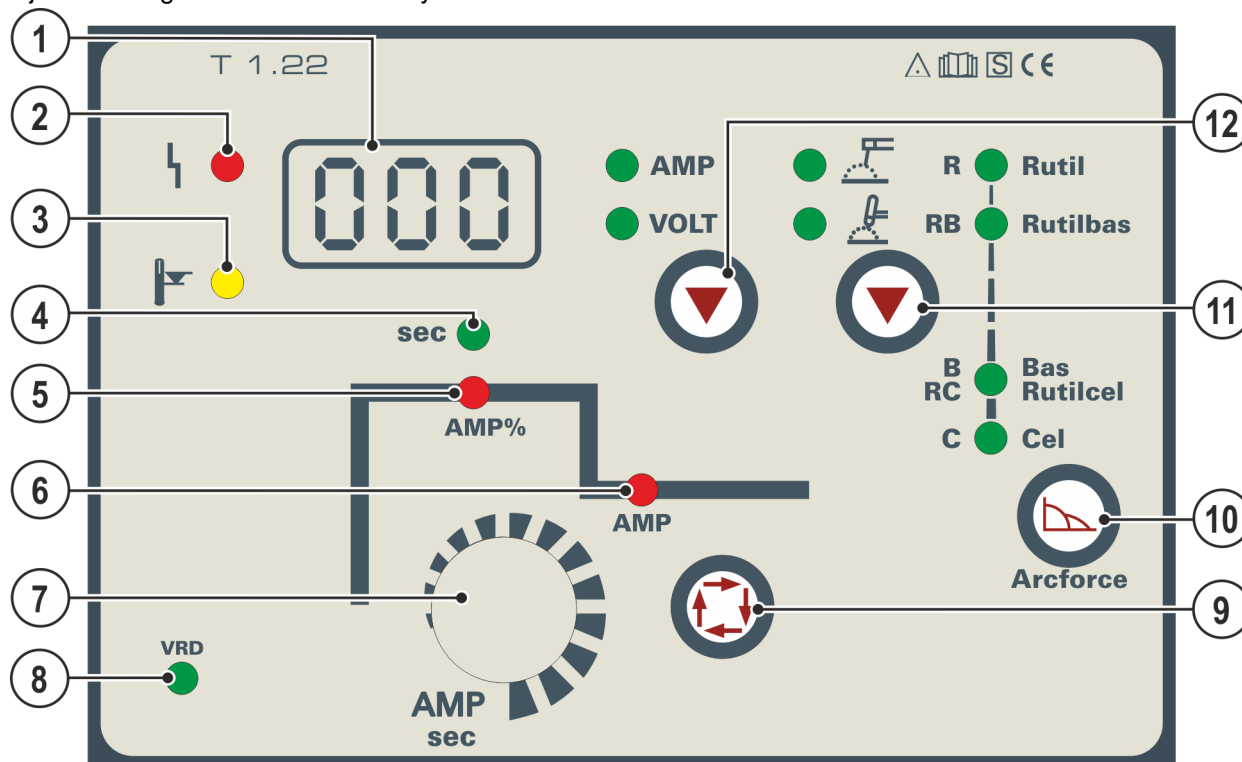 1
T 1.22
S CE
2
000
12
AMP
R Rutil
3
VOLT
RB Rutilbas
4
sec
11
5
AMP%
B Bas
RC Rutilcel
C Cel
6
AMP
10
Arcforce
7
9
VRD
8
AMP
sec